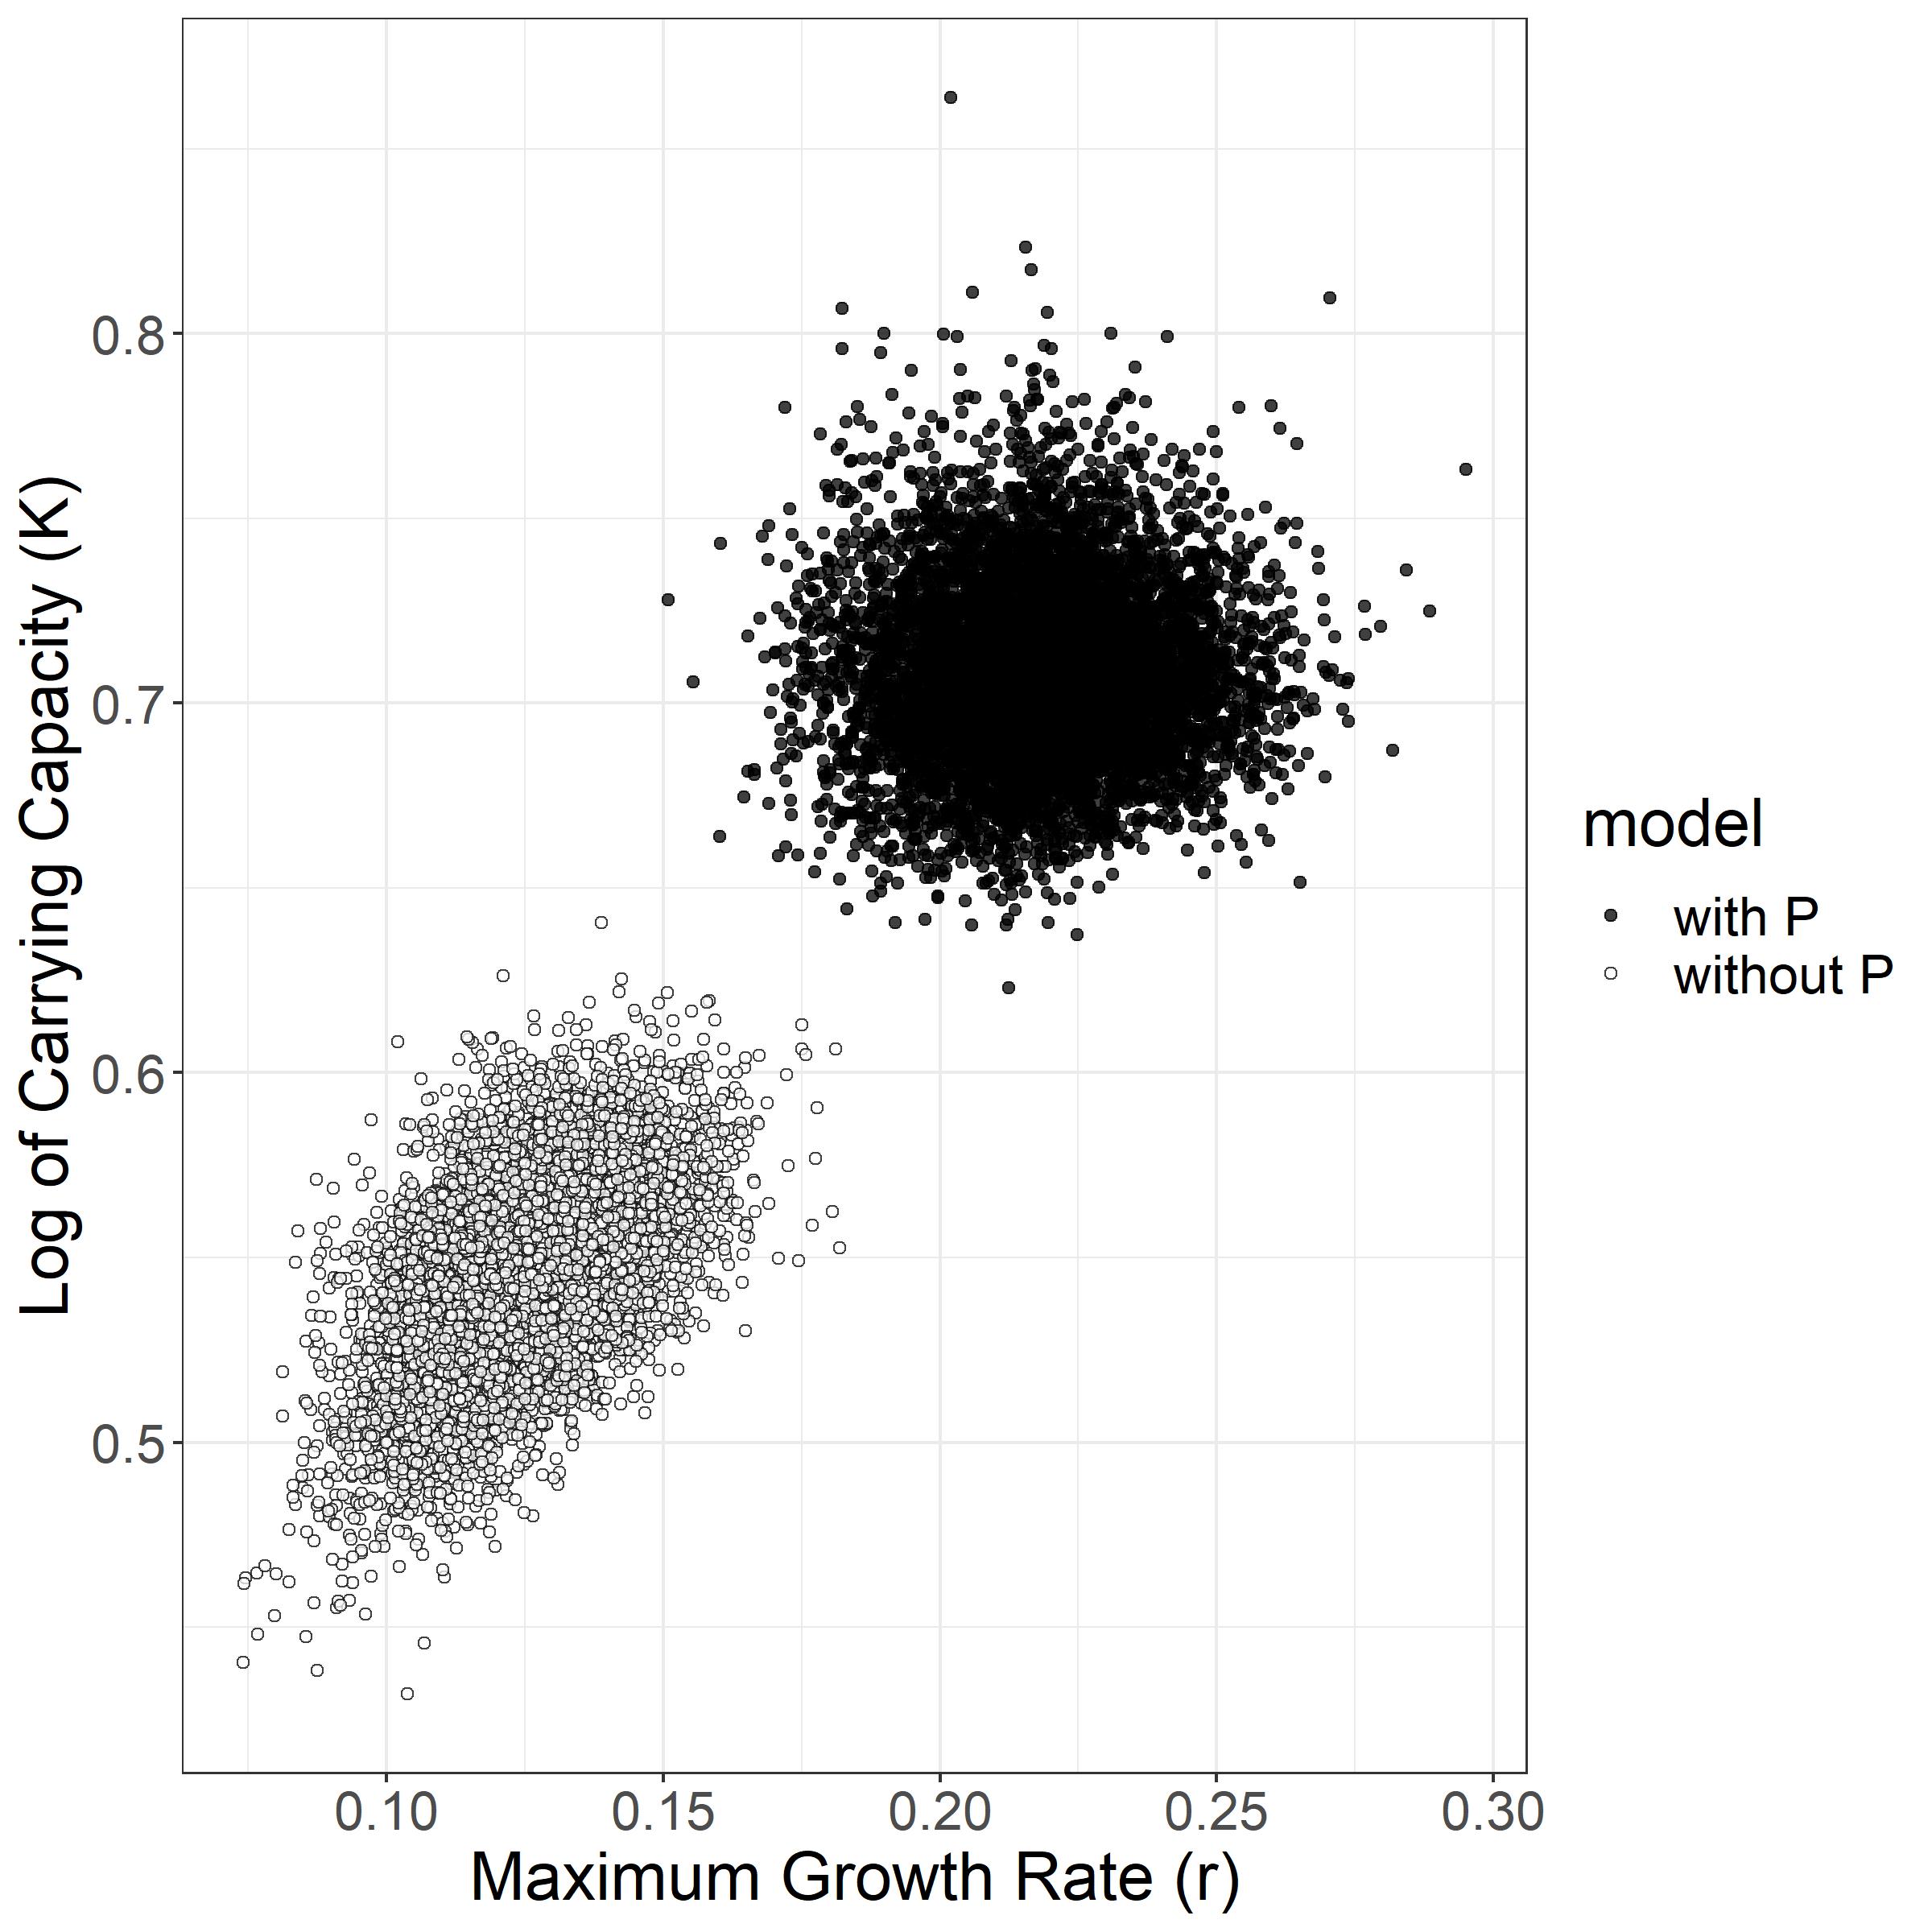 Log of Carrying Capacity (K)
0.8
0.7
0.6
0.5
0.10 0.15 0.20 0.25 0.30
Maximum Growth Rate (r)
model
with P
without P